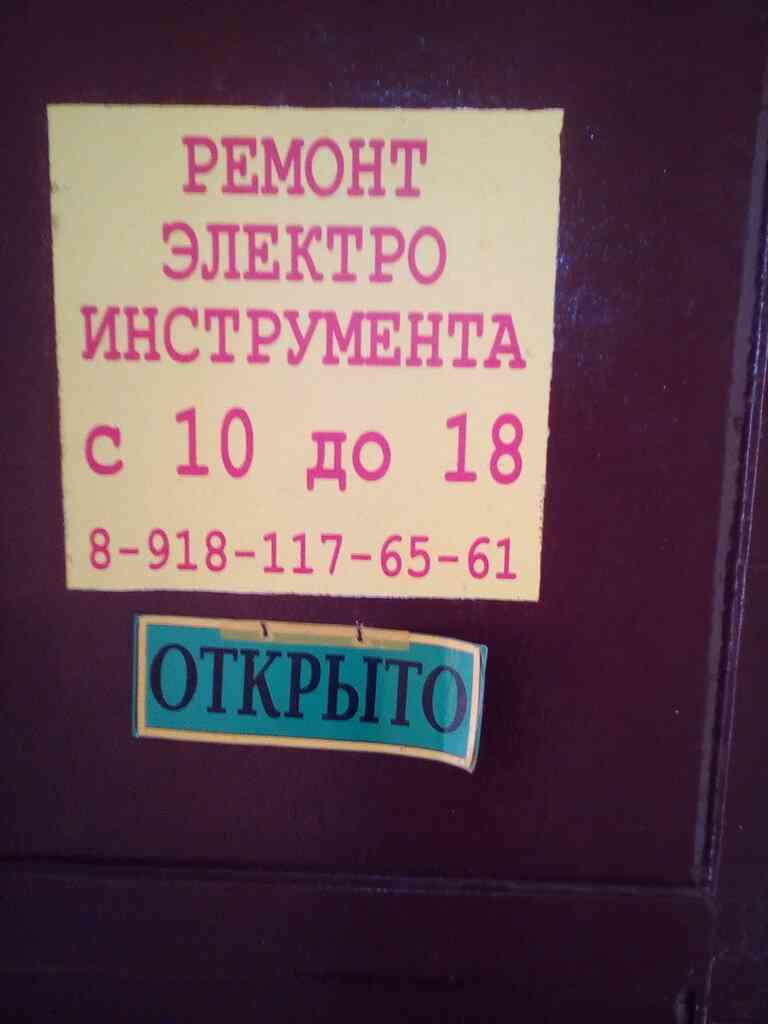 РЕМОНТ
ЭЛЕКТРО
ИНСТРУМЕНТА
с 10 до 18
8-918-117-65-61
ОТКРЫТО